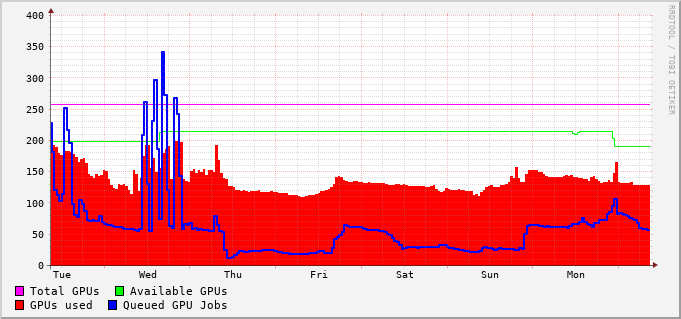 400
350
300
250
200
150
100
50
0
Tue Wed Thu Fri Sat Sun Mon
Total GPUs Available GPUs
GPUs used Queued GPU Jobs
RRDTOOL / TOBI OETIKER